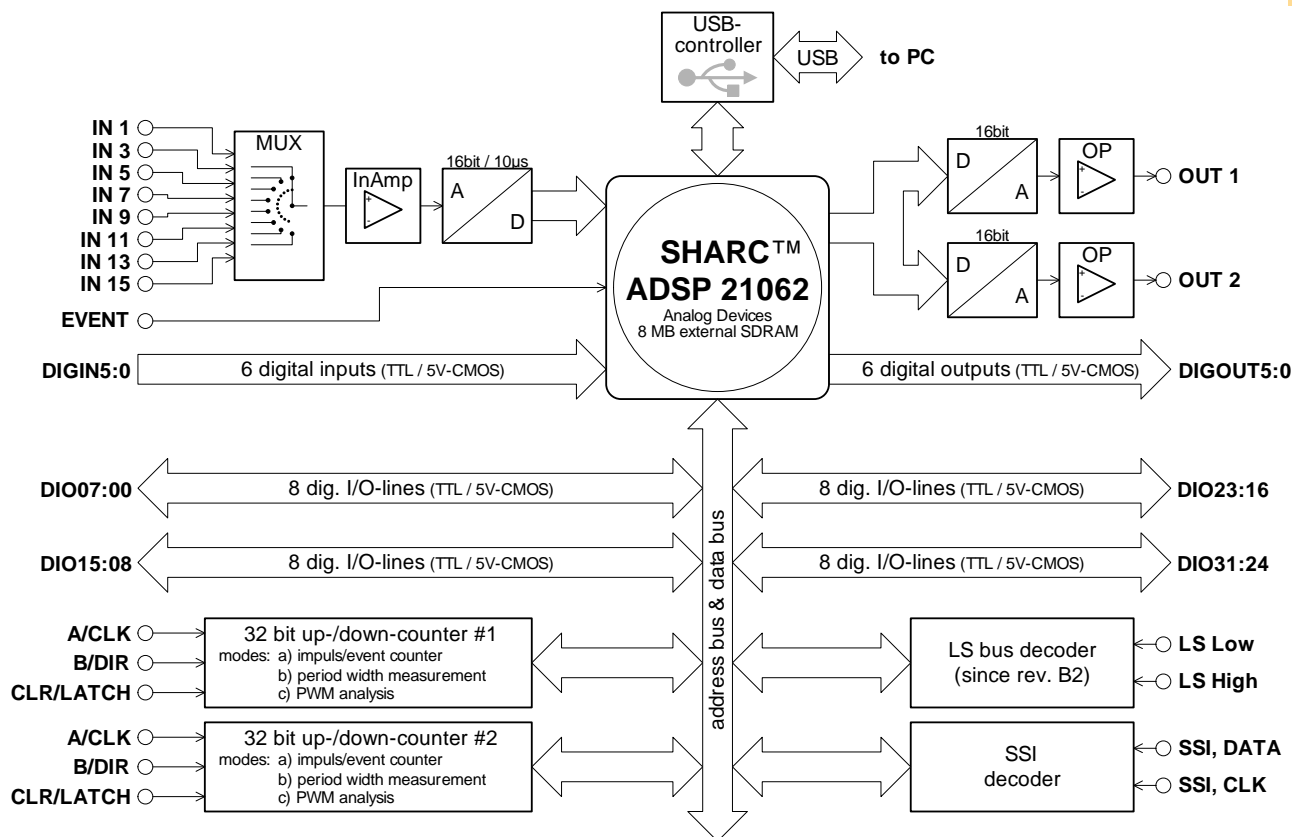 USB-
controller
USB
to PC
IN 1
IN 3
IN 5
IN 7
IN 9
IN 11
IN 13
IN 15
MUX
InAmp
16bit / 10µs
A
D
SHARC™
ADSP 21062
Analog Devices
8 MB external SDRAM
16bit
D
A
OP
OUT 1
16bit
D
A
OP
OUT 2
EVENT
DIGIN5:0
6 digital inputs (TTL / 5V-CMOS)
6 digital outputs (TTL / 5V-CMOS)
DIGOUT5:0
DIO07:00
8 dig. I/O-lines (TTL / 5V-CMOS)
8 dig. I/O-lines (TTL / 5V-CMOS)
DIO23:16
DIO15:08
8 dig. I/O-lines (TTL / 5V-CMOS)
8 dig. I/O-lines (TTL / 5V-CMOS)
DIO31:24
address bus & data bus
A/CLK
B/DIR
CLR/LATCH
32 bit up-/down-counter #1
modes: a) impuls/event counter
b) period width measurement
c) PWM analysis
LS bus decoder
(since rev. B2)
LS Low
LS High
A/CLK
B/DIR
CLR/LATCH
32 bit up-/down-counter #2
modes: a) impuls/event counter
b) period width measurement
c) PWM analysis
SSI
decoder
SSI, DATA
SSI, CLK